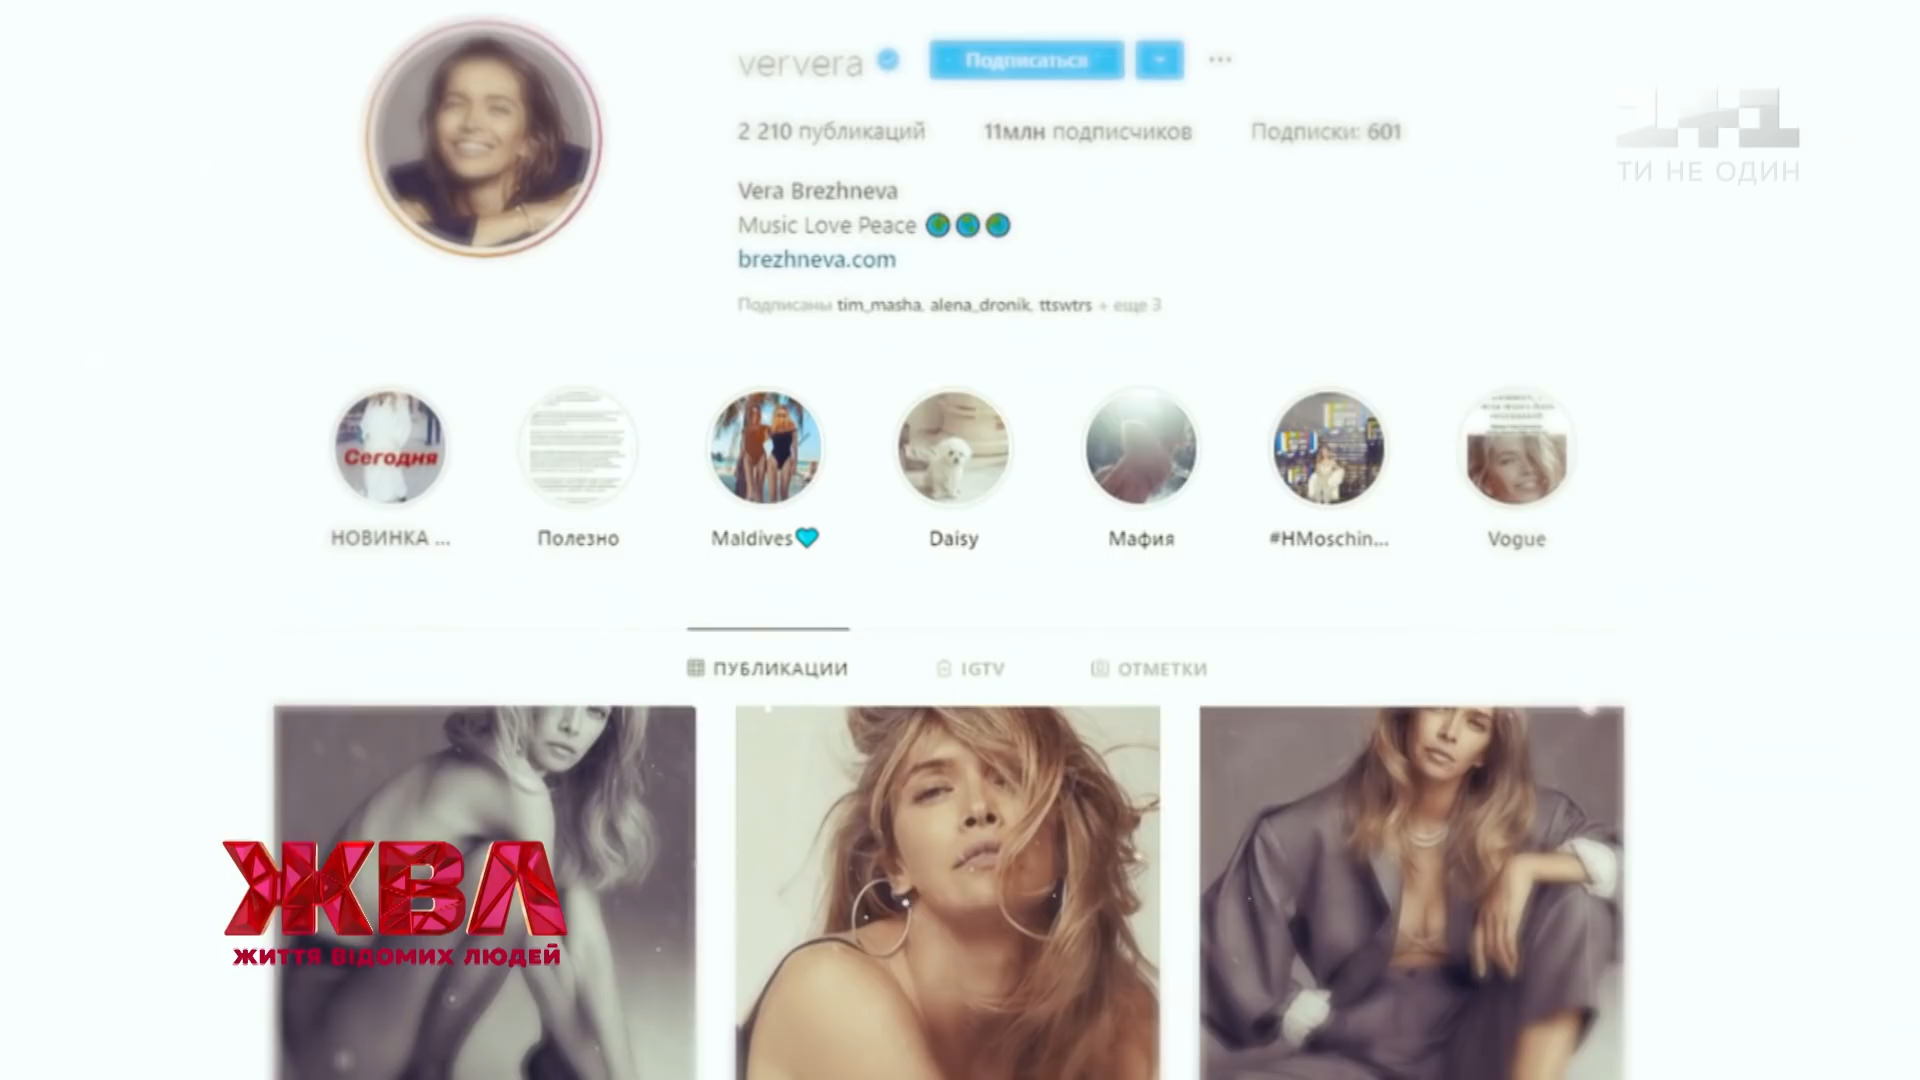 ververa
Подписаться
2 210 публикаций
11млн подписчиков
Подписки: 601
1+1
ТИ НЕ ОДИН
Vera Brezhneva
Music Love Peace
brezhneva.com
Подписаны tim_masha, alena_dronik, ttswtrs + еще 3
Сегодня
НОВИНКА ...
Полезно
Maldives
Daisy
Мафия
#HMoschin...
Vogue
ПУБЛИКАЦИИ
IGTV
ОТМЕТКИ
ЖВЛ
ЖИТТЯ ВІДОМИХ ЛЮДЕЙ